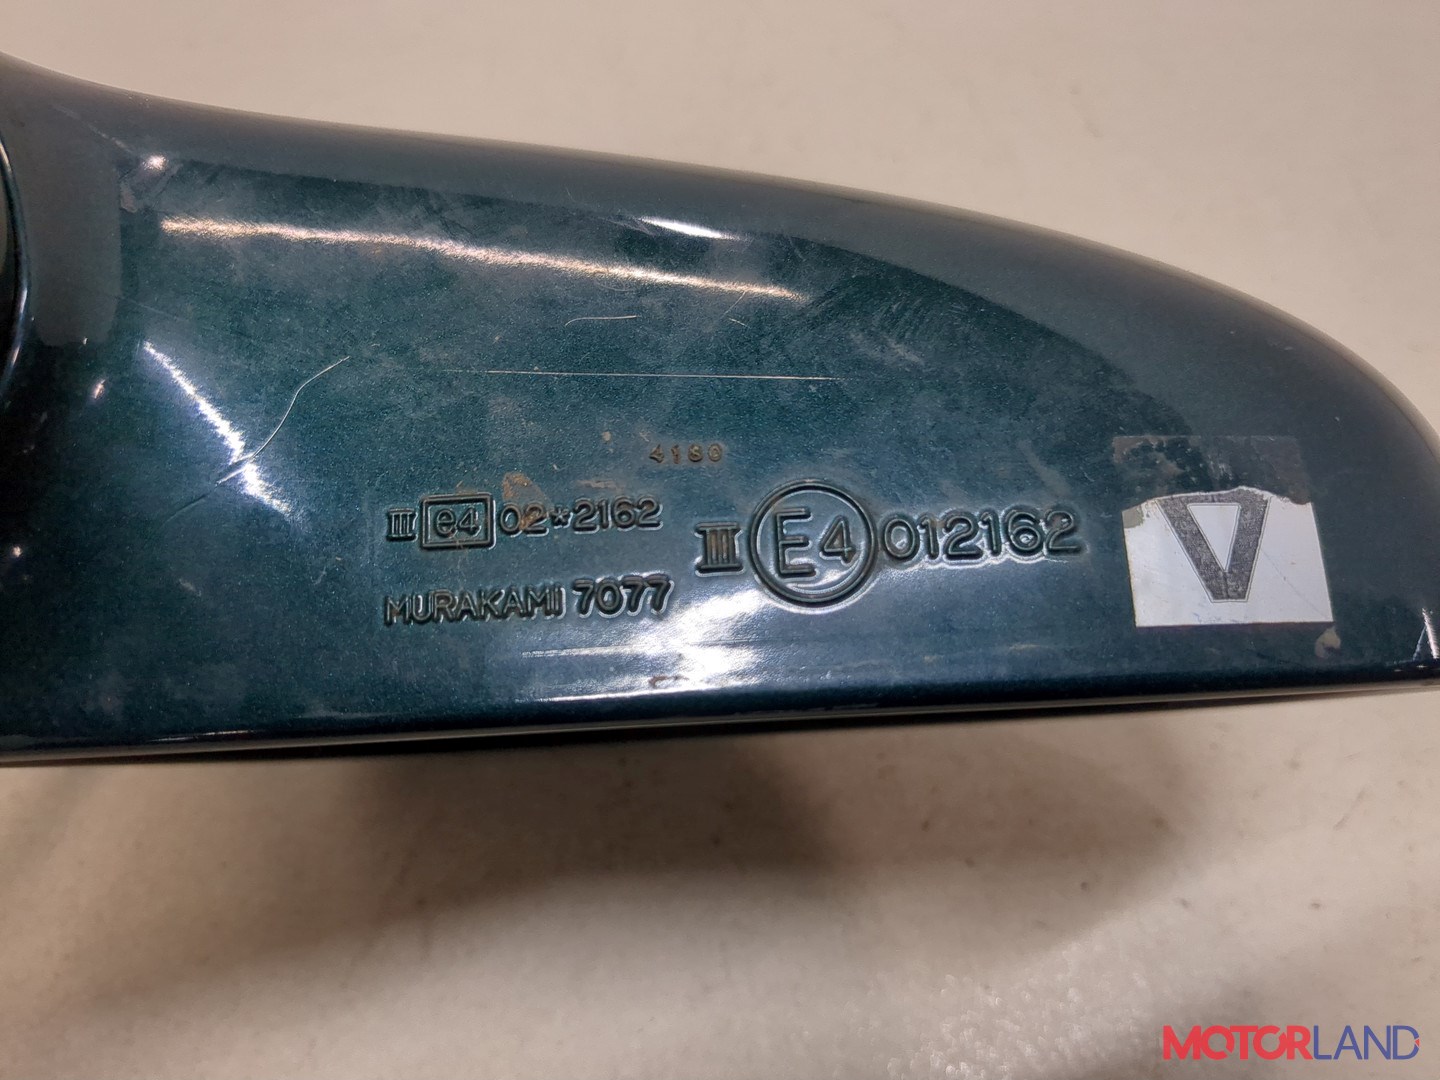 4180
III e4 02*2162
MURAKAMI 7077
III E4 012162
V
MOTORLAND